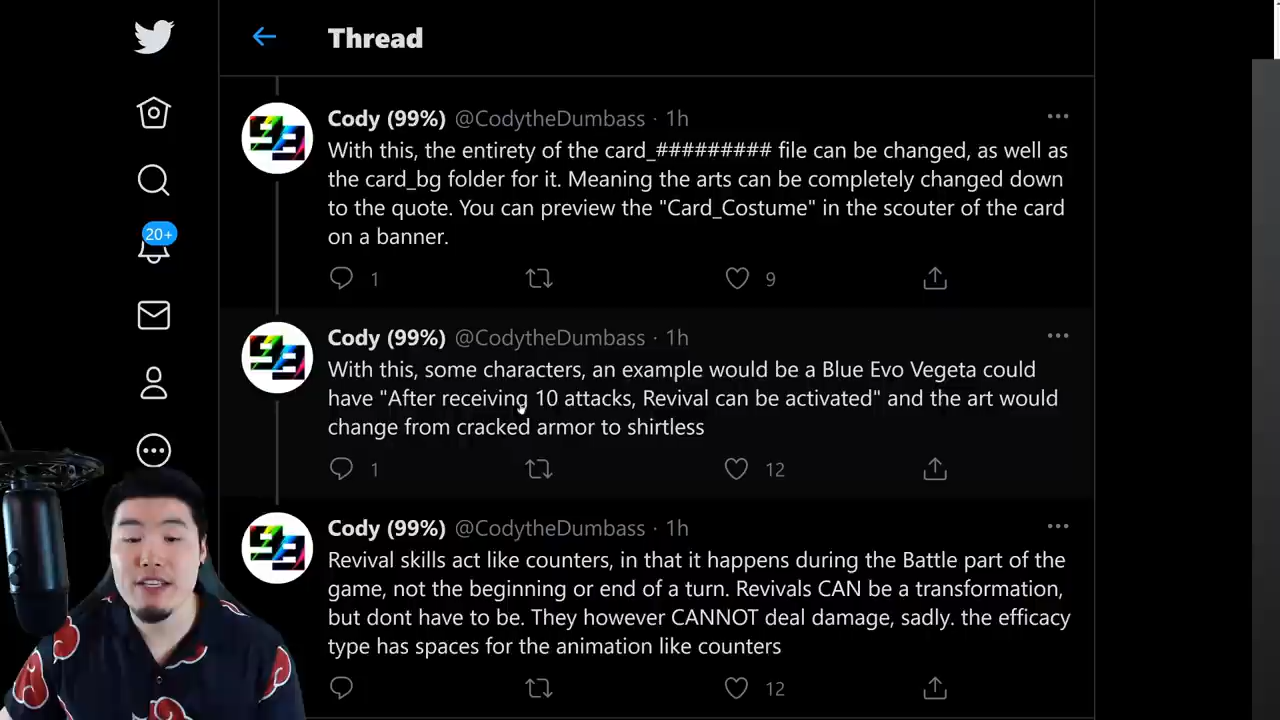 Thread
Cody (99%) @CodytheDumbass · 1h
With this, the entirety of the card_######### file can be changed, as well as
the card_bg folder for it. Meaning the arts can be completely changed down
to the quote. You can preview the "Card_Costume" in the scouter of the card
on a banner.
1 9
20+
Cody (99%) @CodytheDumbass · 1h
With this, some characters, an example would be a Blue Evo Vegeta could
have "After receiving 10 attacks, Revival can be activated" and the art would
change from cracked armor to shirtless
1 12
Cody (99%) @CodytheDumbass · 1h
Revival skills act like counters, in that it happens during the Battle part of the
game, not the beginning or end of a turn. Revivals CAN be a transformation,
but dont have to be. They however CANNOT deal damage, sadly. the efficacy
type has spaces for the animation like counters
12